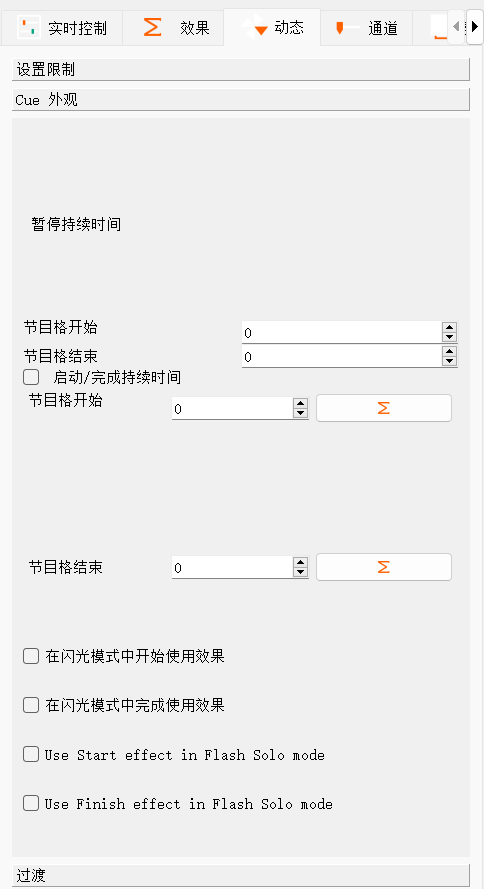 实时控制 效果 动态 通道
设置限制
Cue 外观
暂停持续时间
节目格开始 0
节目格结束 0
启动/完成持续时间
节目格开始 0
节目格结束 0
在闪光模式中开始使用效果
在闪光模式中完成使用效果
Use Start effect in Flash Solo mode
Use Finish effect in Flash Solo mode
过渡